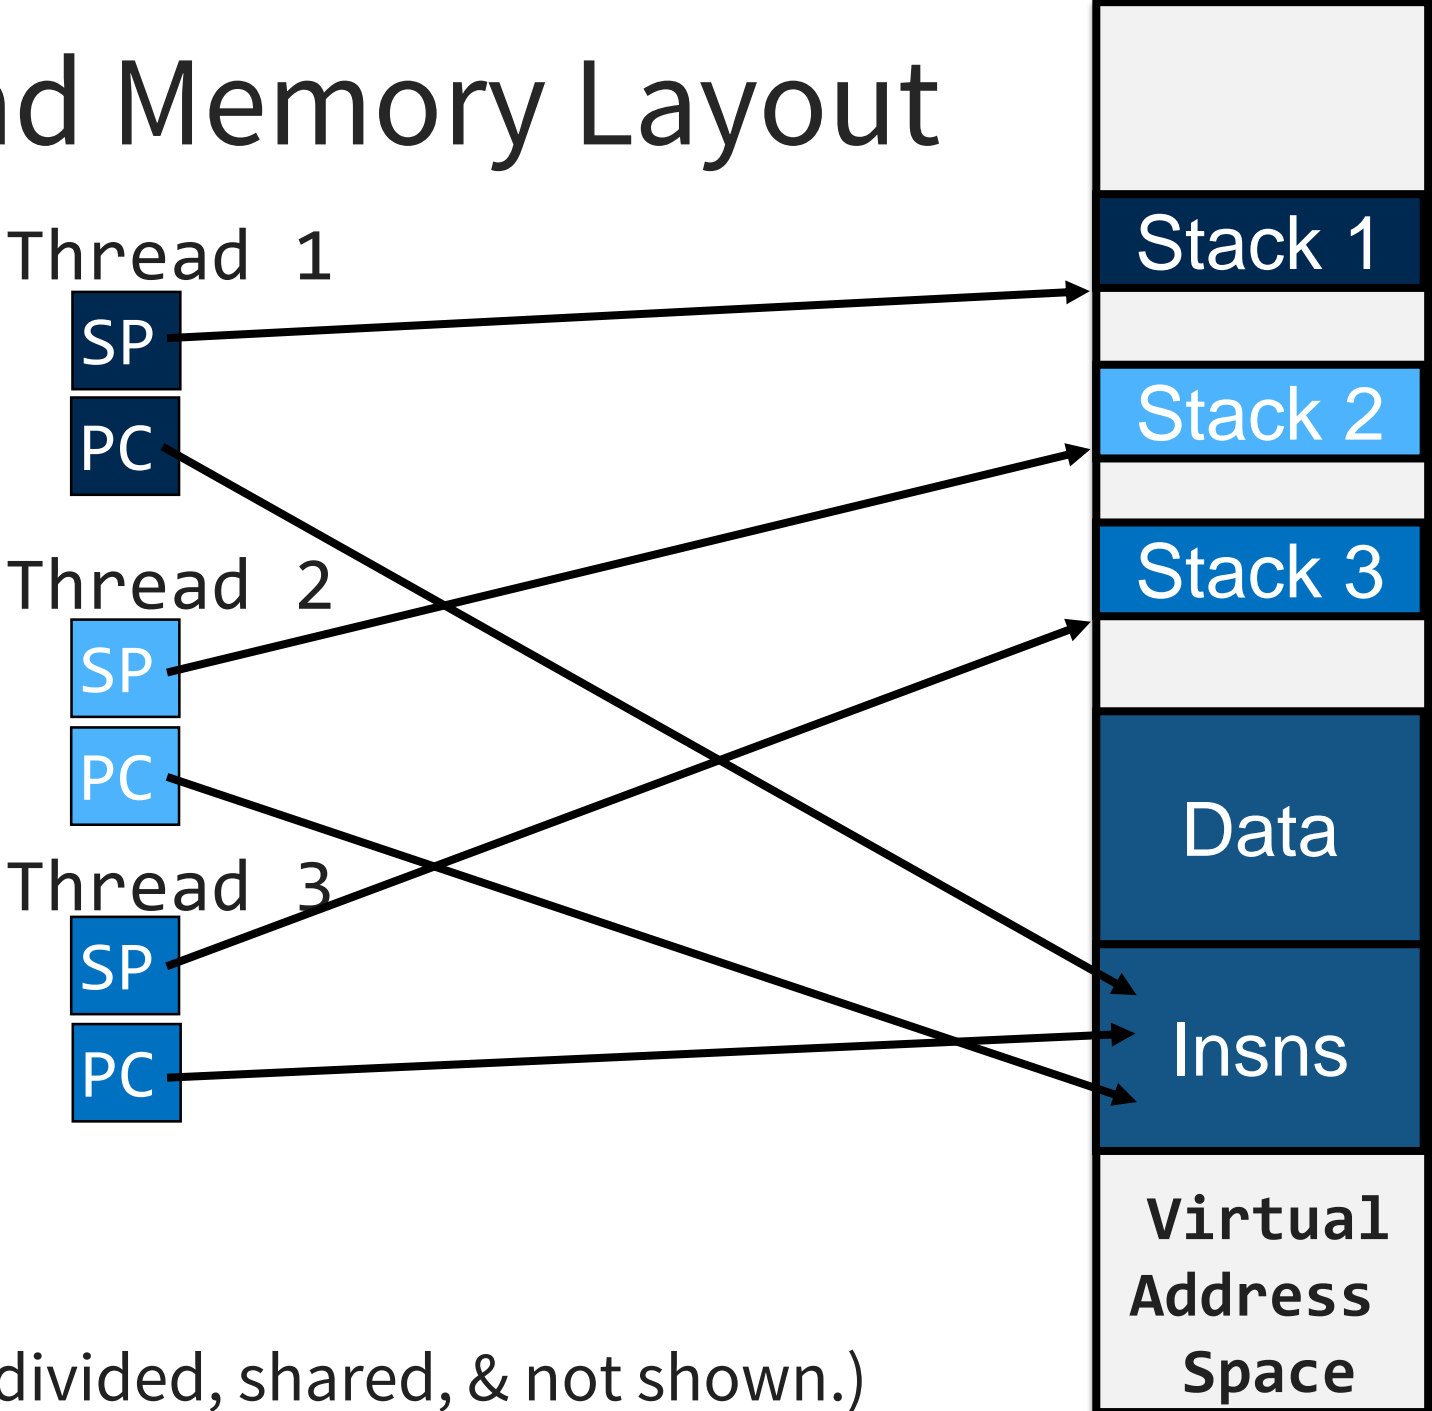 nd Memory Layout
Thread 1
SP
PC
Thread 2
SP
PC
Thread 3
SP
PC
Stack 1
Stack 2
Stack 3
Data
Insns
Virtual
Address
Space
divided, shared, & not shown.)